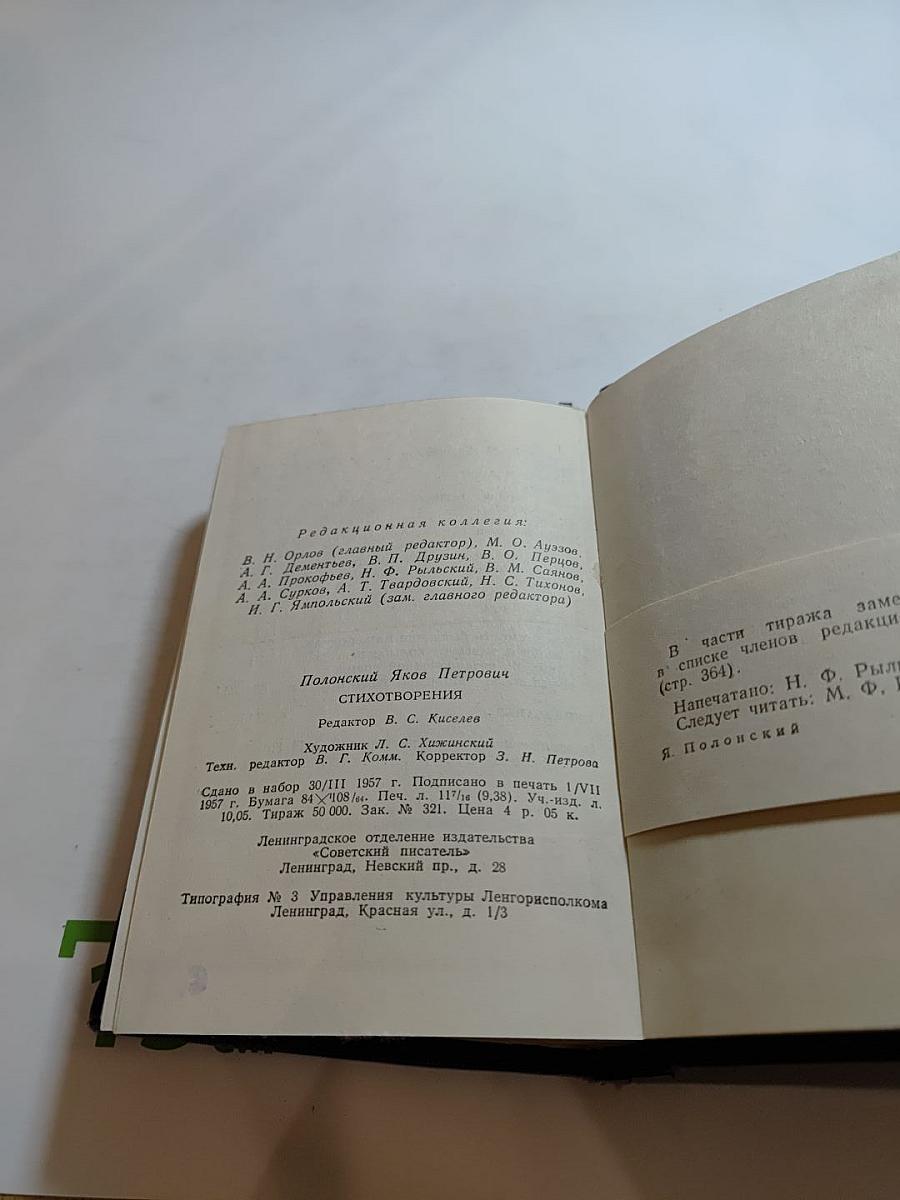 Редакционная коллегия:
В. Н. Орлов (главный редактор), М. О. Ауэзов,
А. Г. Дементьев, В. П. Друзин, В. О. Перцов,
А. А. Прокофьев, Н. Ф. Рыльский, В. М. Саянов,
А. А. Сурков, А. Т. Твардовский, Н. С. Тихонов,
И. Г. Ямпольский (зам. главного редактора)
Полонский Яков Петрович
СТИХОТВОРЕНИЯ
Редактор В. С. Киселев
Художник Л. С. Хижинский
Техн. редактор В. Г. Комм. Корректор З. Н. Петрова
Сдано в набор 30/III 1957 г. Подписано в печать 1/VII
1957 г. Бумага 84×108/64. Печ. л. 117/16 (9,38). Уч.-изд. л.
10,05. Тираж 50 000. Зак. № 321. Цена 4 р. 05 к.
Ленинградское отделение издательства
«Советский писатель»
Ленинград, Невский пр., д. 28
Типография № 3 Управления культуры Ленгорисполкома
Ленинград, Красная ул., д. 1/3
В части тиража заме
в списке членов редакци
(стр. 364).
Напечатано: Н. Ф. Рыль
Следует читать: М. Ф.
Я. Полонский